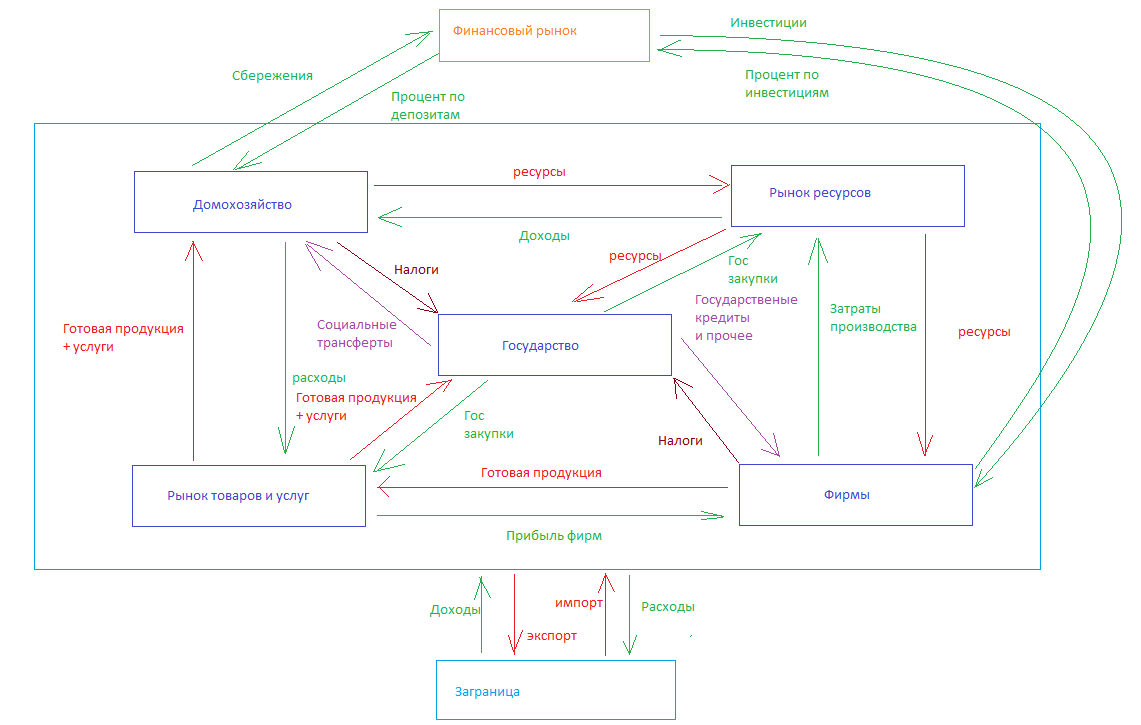 Финансовый рынок
Инвестиции
Сбережения
Процент по
инвестициям
Процент по
депозитам
ресурсы
Домохозяйство
Рынок ресурсов
Доходы
ресурсы
Гос
закупки
Налоги
Государственые
кредиты
и прочее
Социальные
трансферты
Затраты
производства
Готовая продукция
+ услуги
ресурсы
Государство
расходы
Готовая продукция
+ услуги
Гос
закупки
Налоги
Готовая продукция
Рынок товаров и услуг
Фирмы
Прибыль фирм
Доходы
импорт
Расходы
экспорт
Заграница